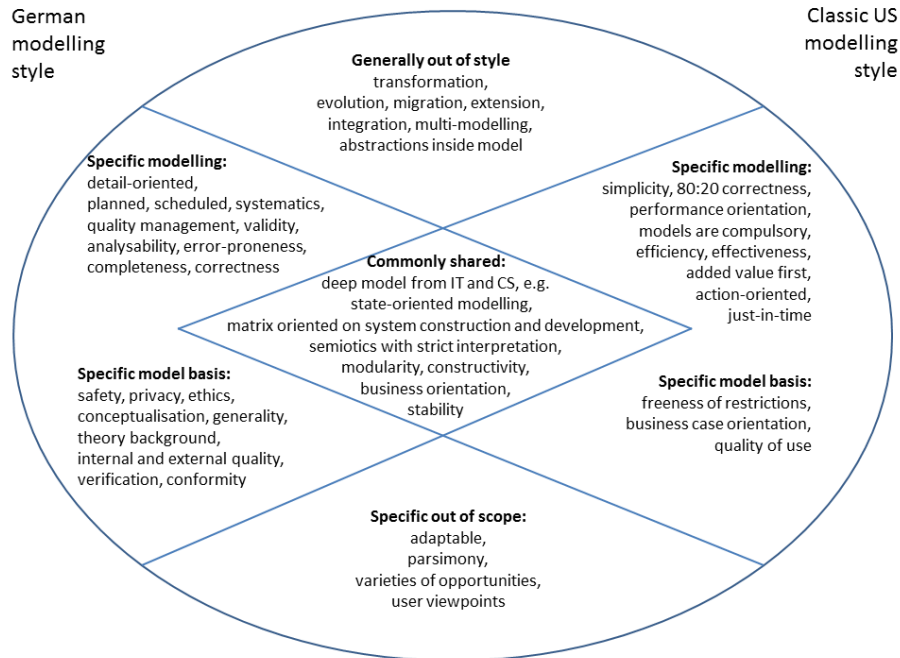 German
modelling
style
Classic US
modelling
style
Generally out of style
transformation,
evolution, migration, extension,
integration, multi-modelling,
abstractions inside model
Specific modelling:
detail-oriented,
planned, scheduled, systematics,
quality management, validity,
analysability, error-proneness,
completeness, correctness
Specific modelling:
simplicity, 80:20 correctness,
performance orientation,
models are compulsory,
efficiency, effectiveness,
added value first,
action-oriented,
just-in-time
Commonly shared:
deep model from IT and CS, e.g.
state-oriented modelling,
matrix oriented on system construction and development,
semiotics with strict interpretation,
modularity, constructivity,
business orientation,
stability
Specific model basis:
safety, privacy, ethics,
conceptualisation, generality,
theory background,
internal and external quality,
verification, conformity
Specific model basis:
freeness of restrictions,
business case orientation,
quality of use
Specific out of scope:
adaptable,
parsimony,
varieties of opportunities,
user viewpoints